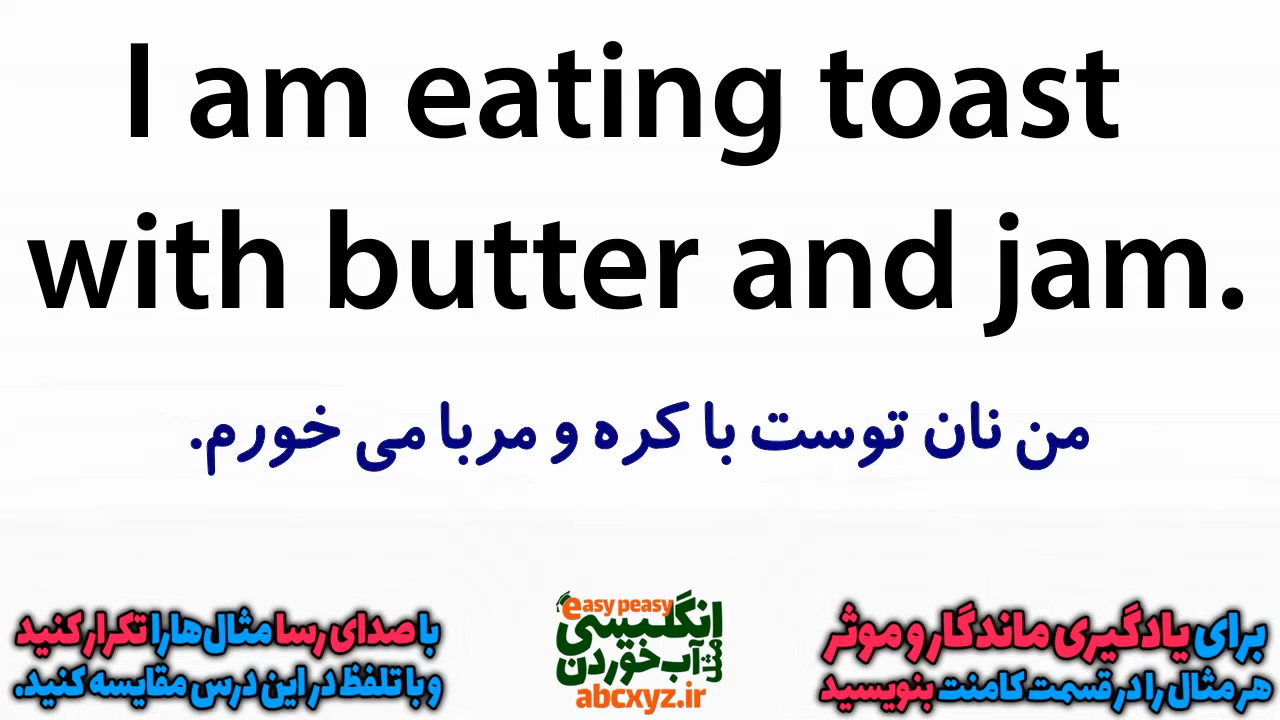 I am eating toast
with butter and jam.
من نان توست با کره و مربا می خورم.
برای یادگیری ماندگار و موثر
هر مثال را در قسمت کامنت بنویسید
easy peasy
انگلیسی
مثل آب خوردن
abcxyz.ir
با صدای رسا مثال‌ها را تکرار کنید
و با تلفظ در این درس مقایسه کنید.